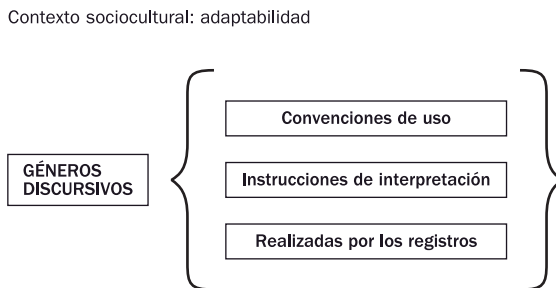 Contexto sociocultural: adaptabilidad
GÉNEROS
DISCURSIVOS
Convenciones de uso
Instrucciones de interpretación
Realizadas por los registros